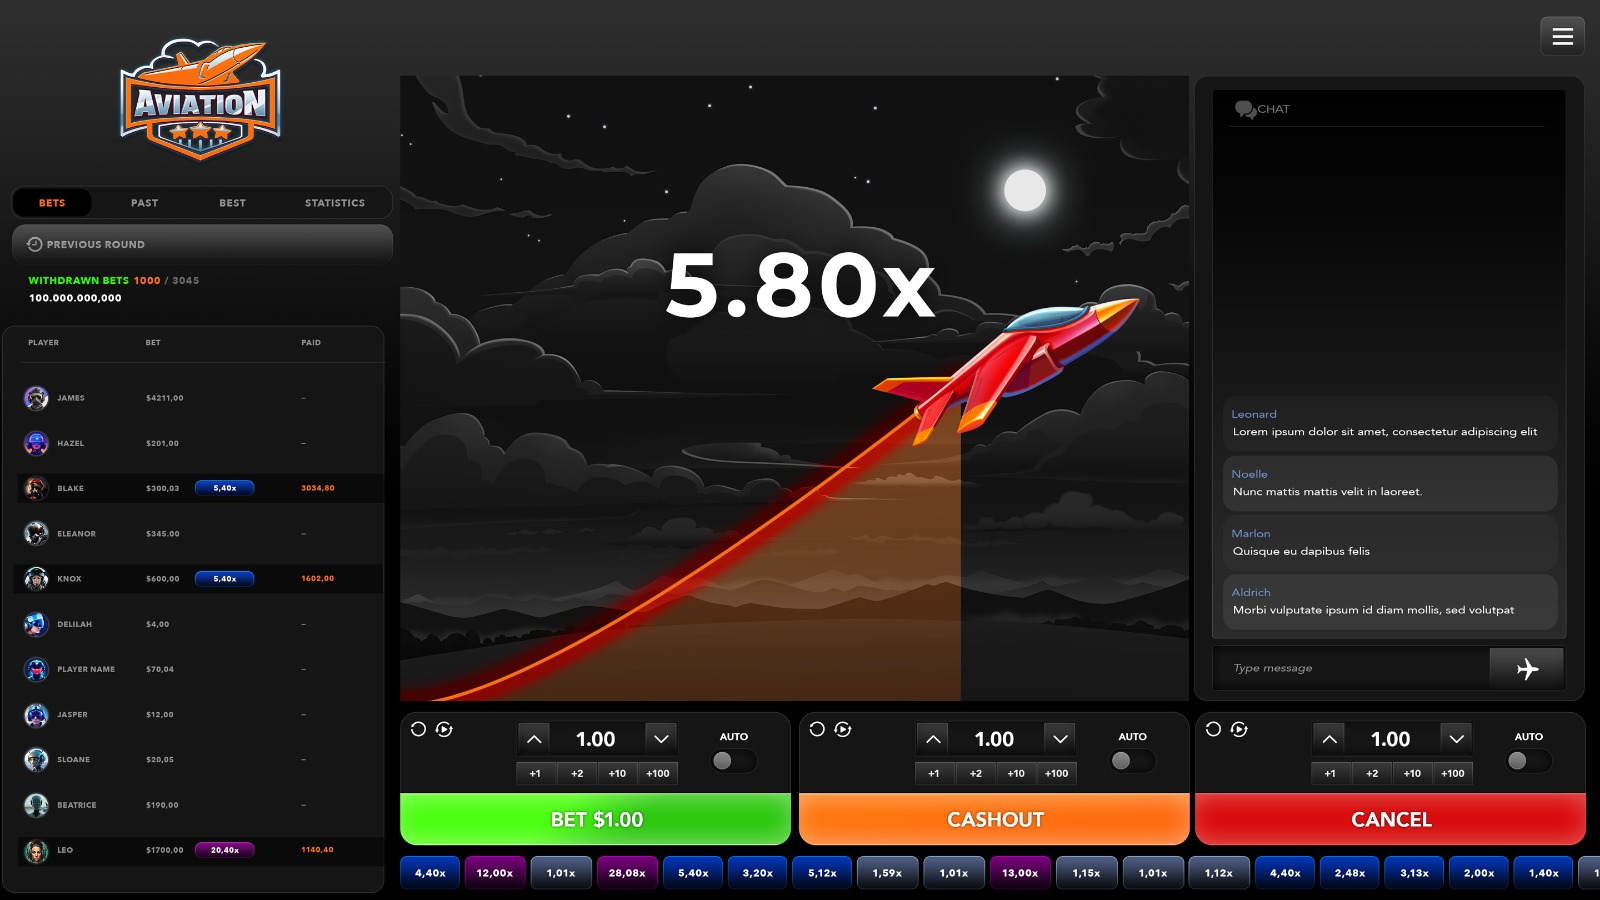 AVIATION
BETS PAST BEST STATISTICS
PREVIOUS ROUND
WITHDRAWN BETS 1000 / 3045
100.000.000,000
PLAYER BET PAID
JAMES $4211,00 –
HAZEL $201,00 –
BLAKE $300,03 5,40x 3034,80
ELEANOR $345.00 –
KNOX $600,00 5,40x 1602,00
DELILAH $4,00 –
PLAYER NAME $70,04 –
JASPER $12,00 –
SLOANE $20,05 –
BEATRICE $190,00 –
LEO $1700,00 20,40x 1140,40
5.80x
CHAT
Leonard
Lorem ipsum dolor sit amet, consectetur adipiscing elit
Noelle
Nunc mattis mattis velit in laoreet.
Marlon
Quisque eu dapibus felis
Aldrich
Morbi vulputate ipsum id diam mollis, sed volutpat
Type message
1.00 AUTO
+1 +2 +10 +100
BET $1.00
1.00 AUTO
+1 +2 +10 +100
CASHOUT
1.00 AUTO
+1 +2 +10 +100
CANCEL
4,40x 12,00x 1,01x 28,08x 5,40x 3,20x 5,12x 1,59x 1,01x 13,00x 1,15x 1,01x 1,12x 4,40x 2,48x 3,13x 2,00x 1,40x